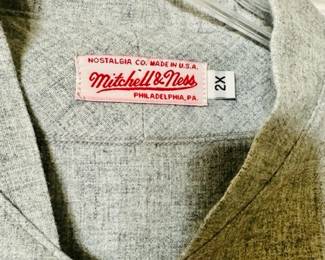 NOSTALGIA CO. MADE IN U.S.A.
Mitchell & Ness
PHILADELPHIA, PA.
2X